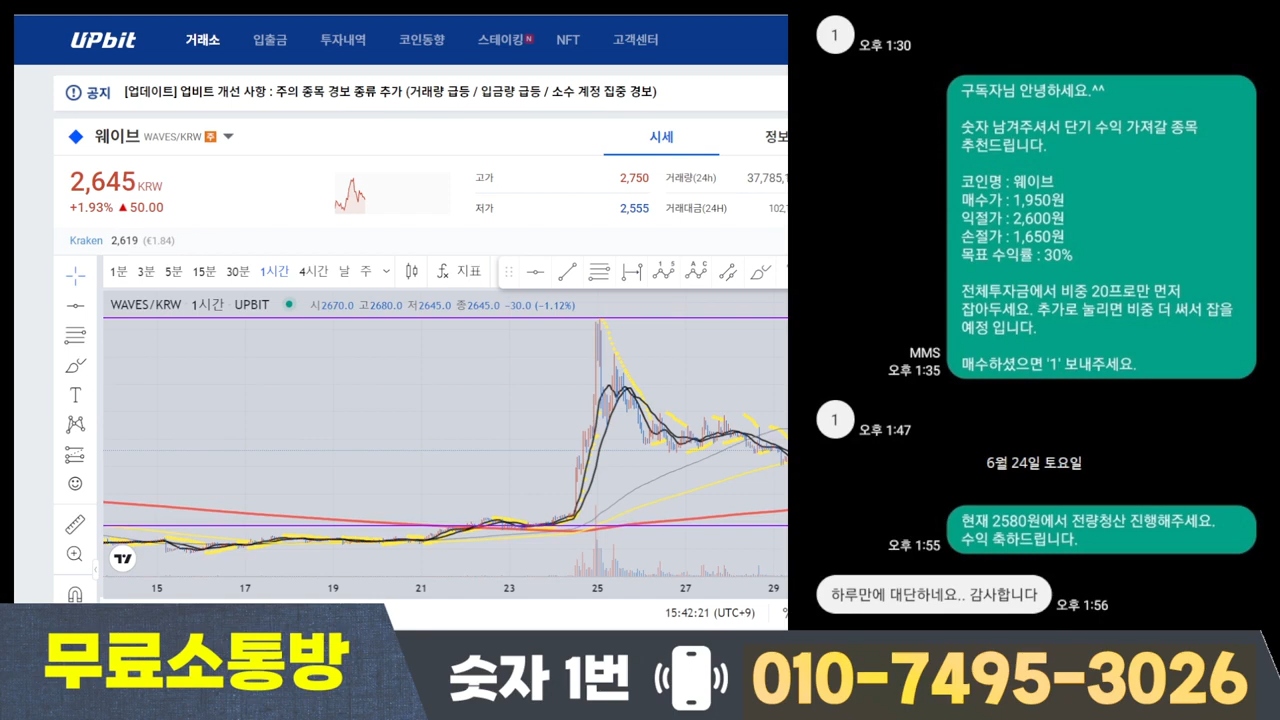 UPbit 거래소 입출금 투자내역 코인동향 스테이킹 N NFT 고객센터
공지 [업데이트] 업비트 개선 사항 : 주의 종목 경보 종류 추가 (거래량 급등 / 입금량 급등 / 소수 계정 집중 경보)
웨이브 WAVES/KRW 주
시세 정보
2,645 KRW
+1.93% ▲50.00
고가 2,750 거래량(24h) 37,785,1
저가 2,555 거래대금(24H) 102,
Kraken 2,619 (€1.84)
1분 3분 5분 15분 30분 1시간 4시간 날 주 지표
WAVES/KRW 1시간 UPBIT 시2670.0 고2680.0 저2645.0 종2645.0 -30.0 (-1.12%)
15 17 19 21 23 25 27 29
15:42:21 (UTC+9) %
1
오후 1:30
구독자님 안녕하세요.^^
숫자 남겨주셔서 단기 수익 가져갈 종목
추천드립니다.
코인명 : 웨이브
매수가 : 1,950원
익절가 : 2,600원
손절가 : 1,650원
목표 수익률 : 30%
전체투자금에서 비중 20프로만 먼저
잡아두세요. 추가로 눌리면 비중 더 써서 잡을
예정 입니다.
매수하셨으면 '1' 보내주세요.
MMS
오후 1:35
1
오후 1:47
6월 24일 토요일
현재 2580원에서 전량청산 진행해주세요.
수익 축하드립니다.
오후 1:55
하루만에 대단하네요.. 감사합니다
오후 1:56
무료소통방
숫자 1번 010-7495-3026